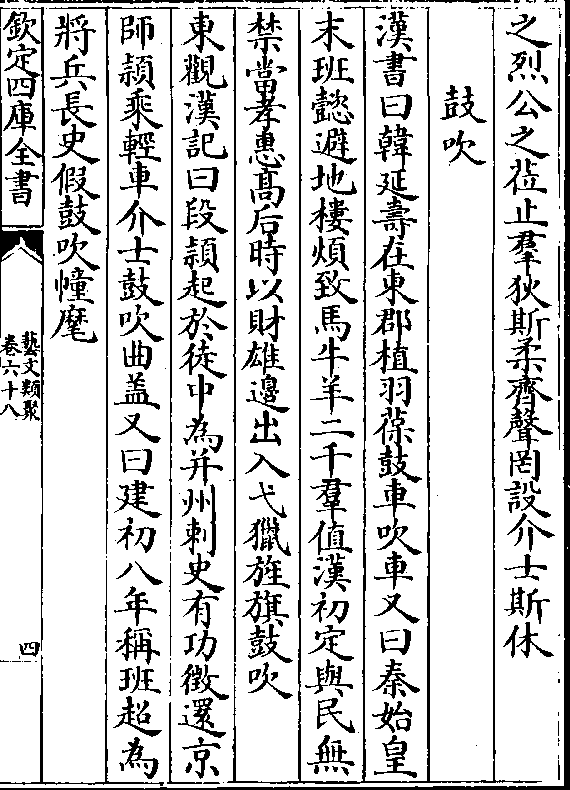 之烈公之莅止羣狄斯柔齊聲罔設介士斯休
鼓吹
漢書曰韓延壽在東郡植羽葆鼓車吹車又曰秦始皇
末班懿避地樓煩致馬牛羊二千羣值漢初定與民無
禁當孝惠髙后時以財雄邊出入弋獵旌旗鼓吹
東觀漢記曰段熲起於徒中為并州刺史有功徵還京
師熲乘輕車介士鼓吹曲盖又曰建初八年稱班超為
將兵長史假鼓吹幢麾
欽定四庫全書
藝文類聚
卷六十八
四